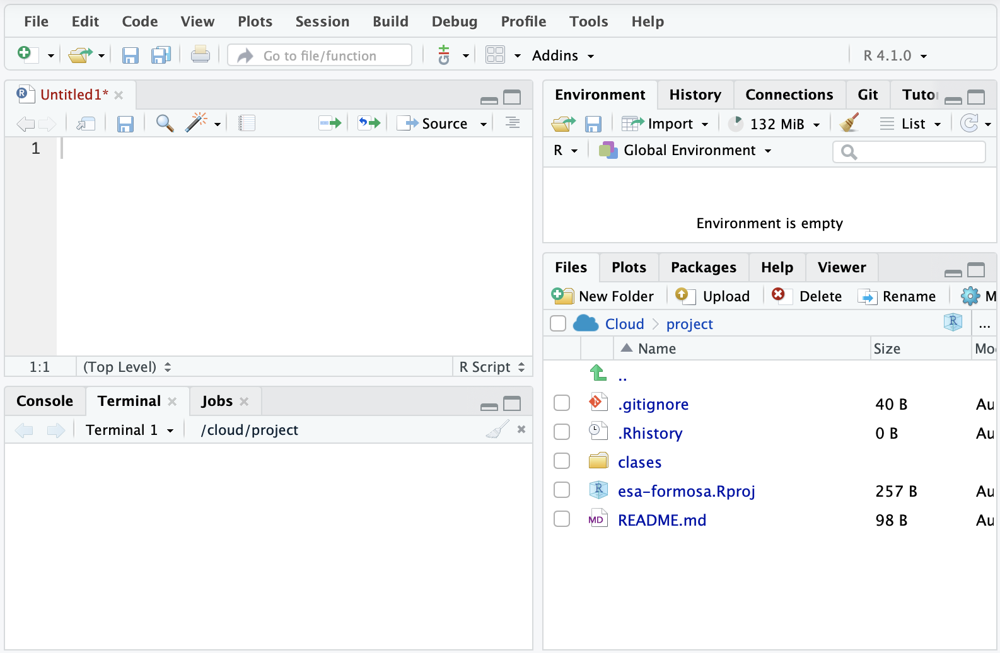 File Edit Code View Plots Session Build Debug Profile Tools Help
Go to file/function Addins R 4.1.0
Untitled1*
Source
1
1:1 (Top Level) R Script
Console Terminal Jobs
Terminal 1 /cloud/project
Environment History Connections Git Tuto
Import 132 MiB List
R Global Environment
Environment is empty
Files Plots Packages Help Viewer
New Folder Upload Delete Rename M
Cloud project ...
Name Size Mo
..
.gitignore 40 B Au
.Rhistory 0 B Au
clases
esa-formosa.Rproj 257 B Au
README.md 98 B Au